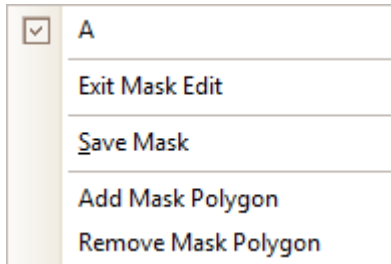 A
Exit Mask Edit
Save Mask
Add Mask Polygon
Remove Mask Polygon